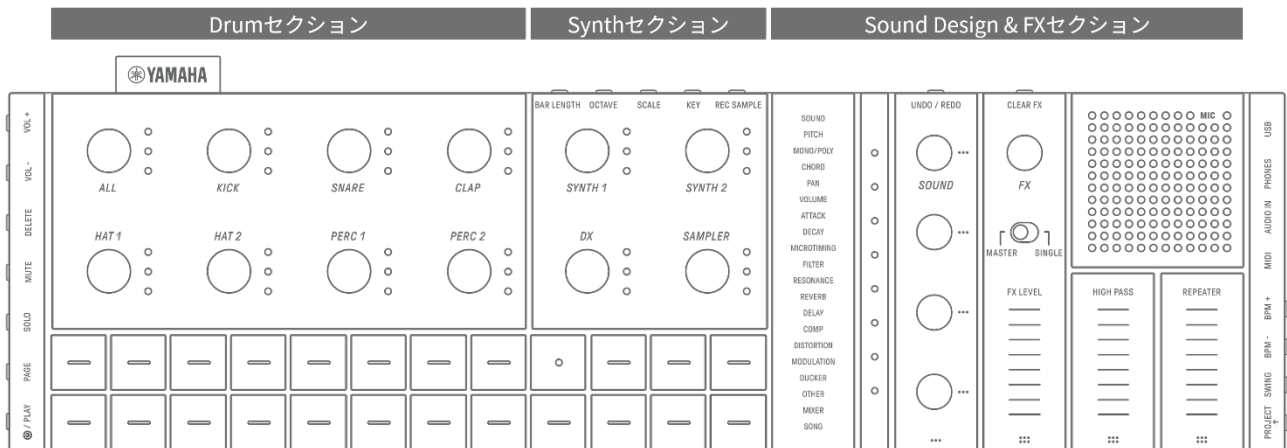 Drumセクション
Synthセクション
Sound Design & FXセクション
YAMAHA
VOL +
VOL -
DELETE
MUTE
SOLO
PAGE
/ PLAY
ALL
KICK
SNARE
CLAP
HAT 1
HAT 2
PERC 1
PERC 2
BAR LENGTH
OCTAVE
SCALE
KEY
REC SAMPLE
SYNTH 1
SYNTH 2
DX
SAMPLER
SOUND
PITCH
MONO/POLY
CHORD
PAN
VOLUME
ATTACK
DECAY
MICROTIMING
FILTER
RESONANCE
REVERB
DELAY
COMP
DISTORTION
MODULATION
DUCKER
OTHER
MIXER
SONG
UNDO / REDO
SOUND
CLEAR FX
FX
MASTER
SINGLE
FX LEVEL
MIC
HIGH PASS
REPEATER
USB
PHONES
AUDIO IN
MIDI
BPM +
BPM -
SWING
PROJECT